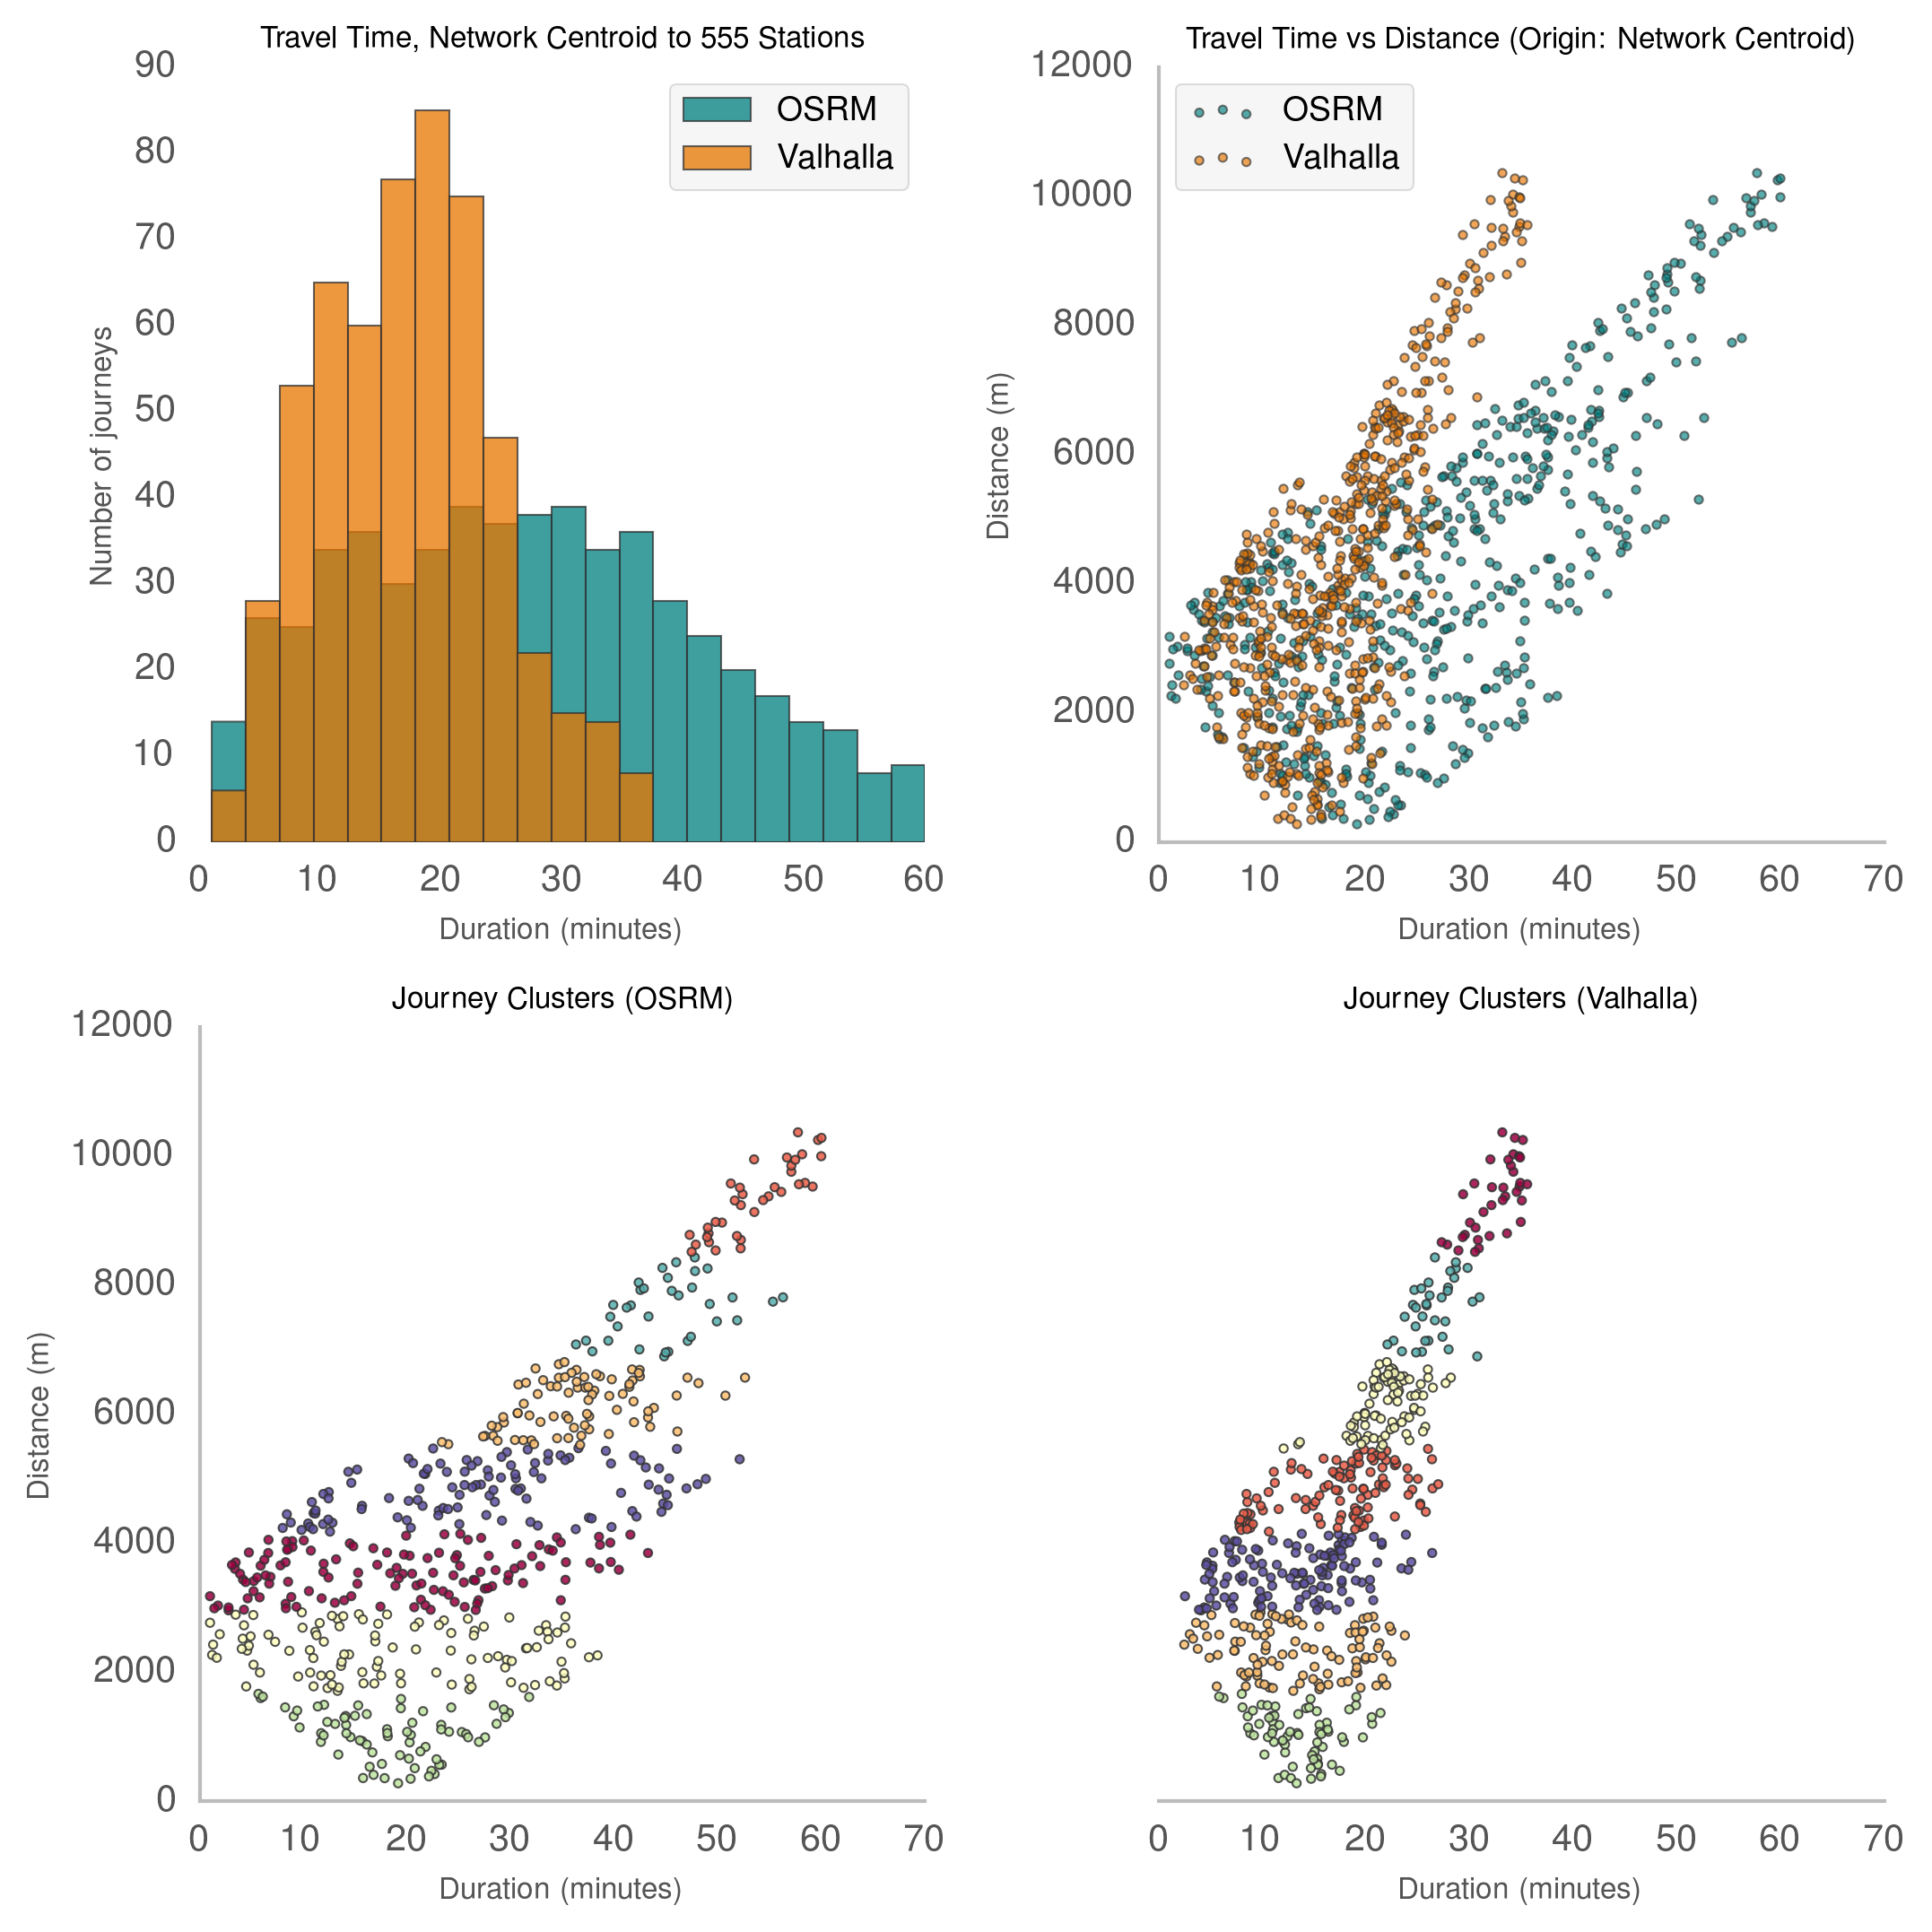 Travel Time, Network Centroid to 555 Stations
90
80
70
60
50
40
30
20
10
0
Number of journeys
OSRM
Valhalla
0 10 20 30 40 50 60
Duration (minutes)
Travel Time vs Distance (Origin: Network Centroid)
12000
10000
8000
6000
4000
2000
0
Distance (m)
OSRM
Valhalla
0 10 20 30 40 50 60 70
Duration (minutes)
Journey Clusters (OSRM)
12000
10000
8000
6000
4000
2000
0
Distance (m)
0 10 20 30 40 50 60 70
Duration (minutes)
Journey Clusters (Valhalla)
0 10 20 30 40 50 60 70
Duration (minutes)